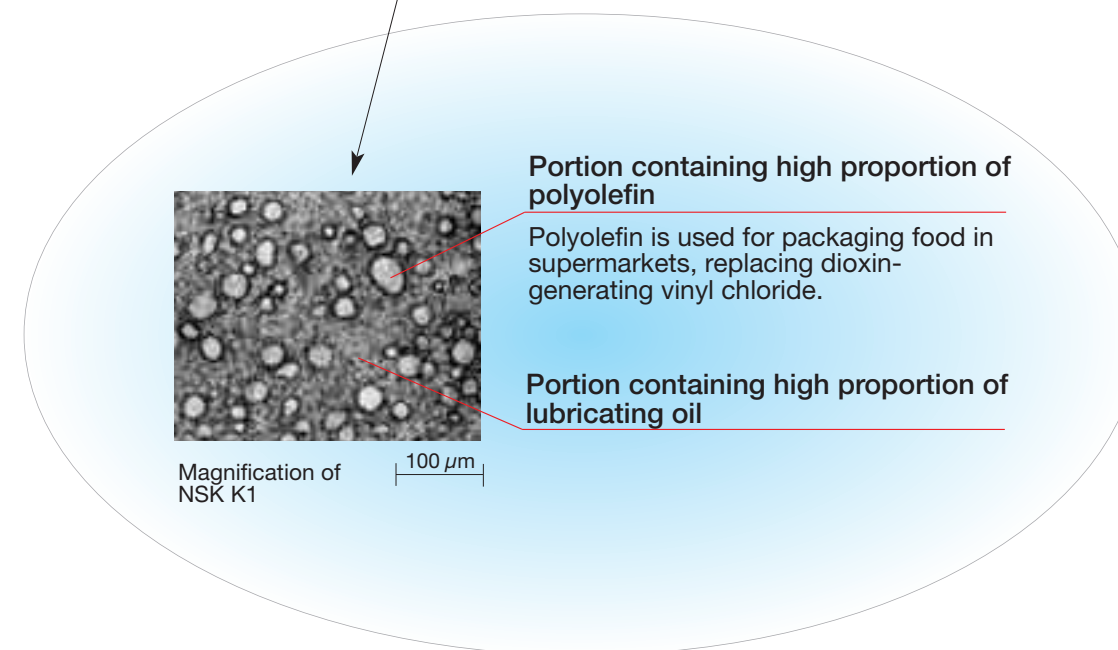 Portion containing high proportion of
polyolefin
Polyolefin is used for packaging food in
supermarkets, replacing dioxin-
generating vinyl chloride.
Portion containing high proportion of
lubricating oil
Magnification of
NSK K1
100 µm